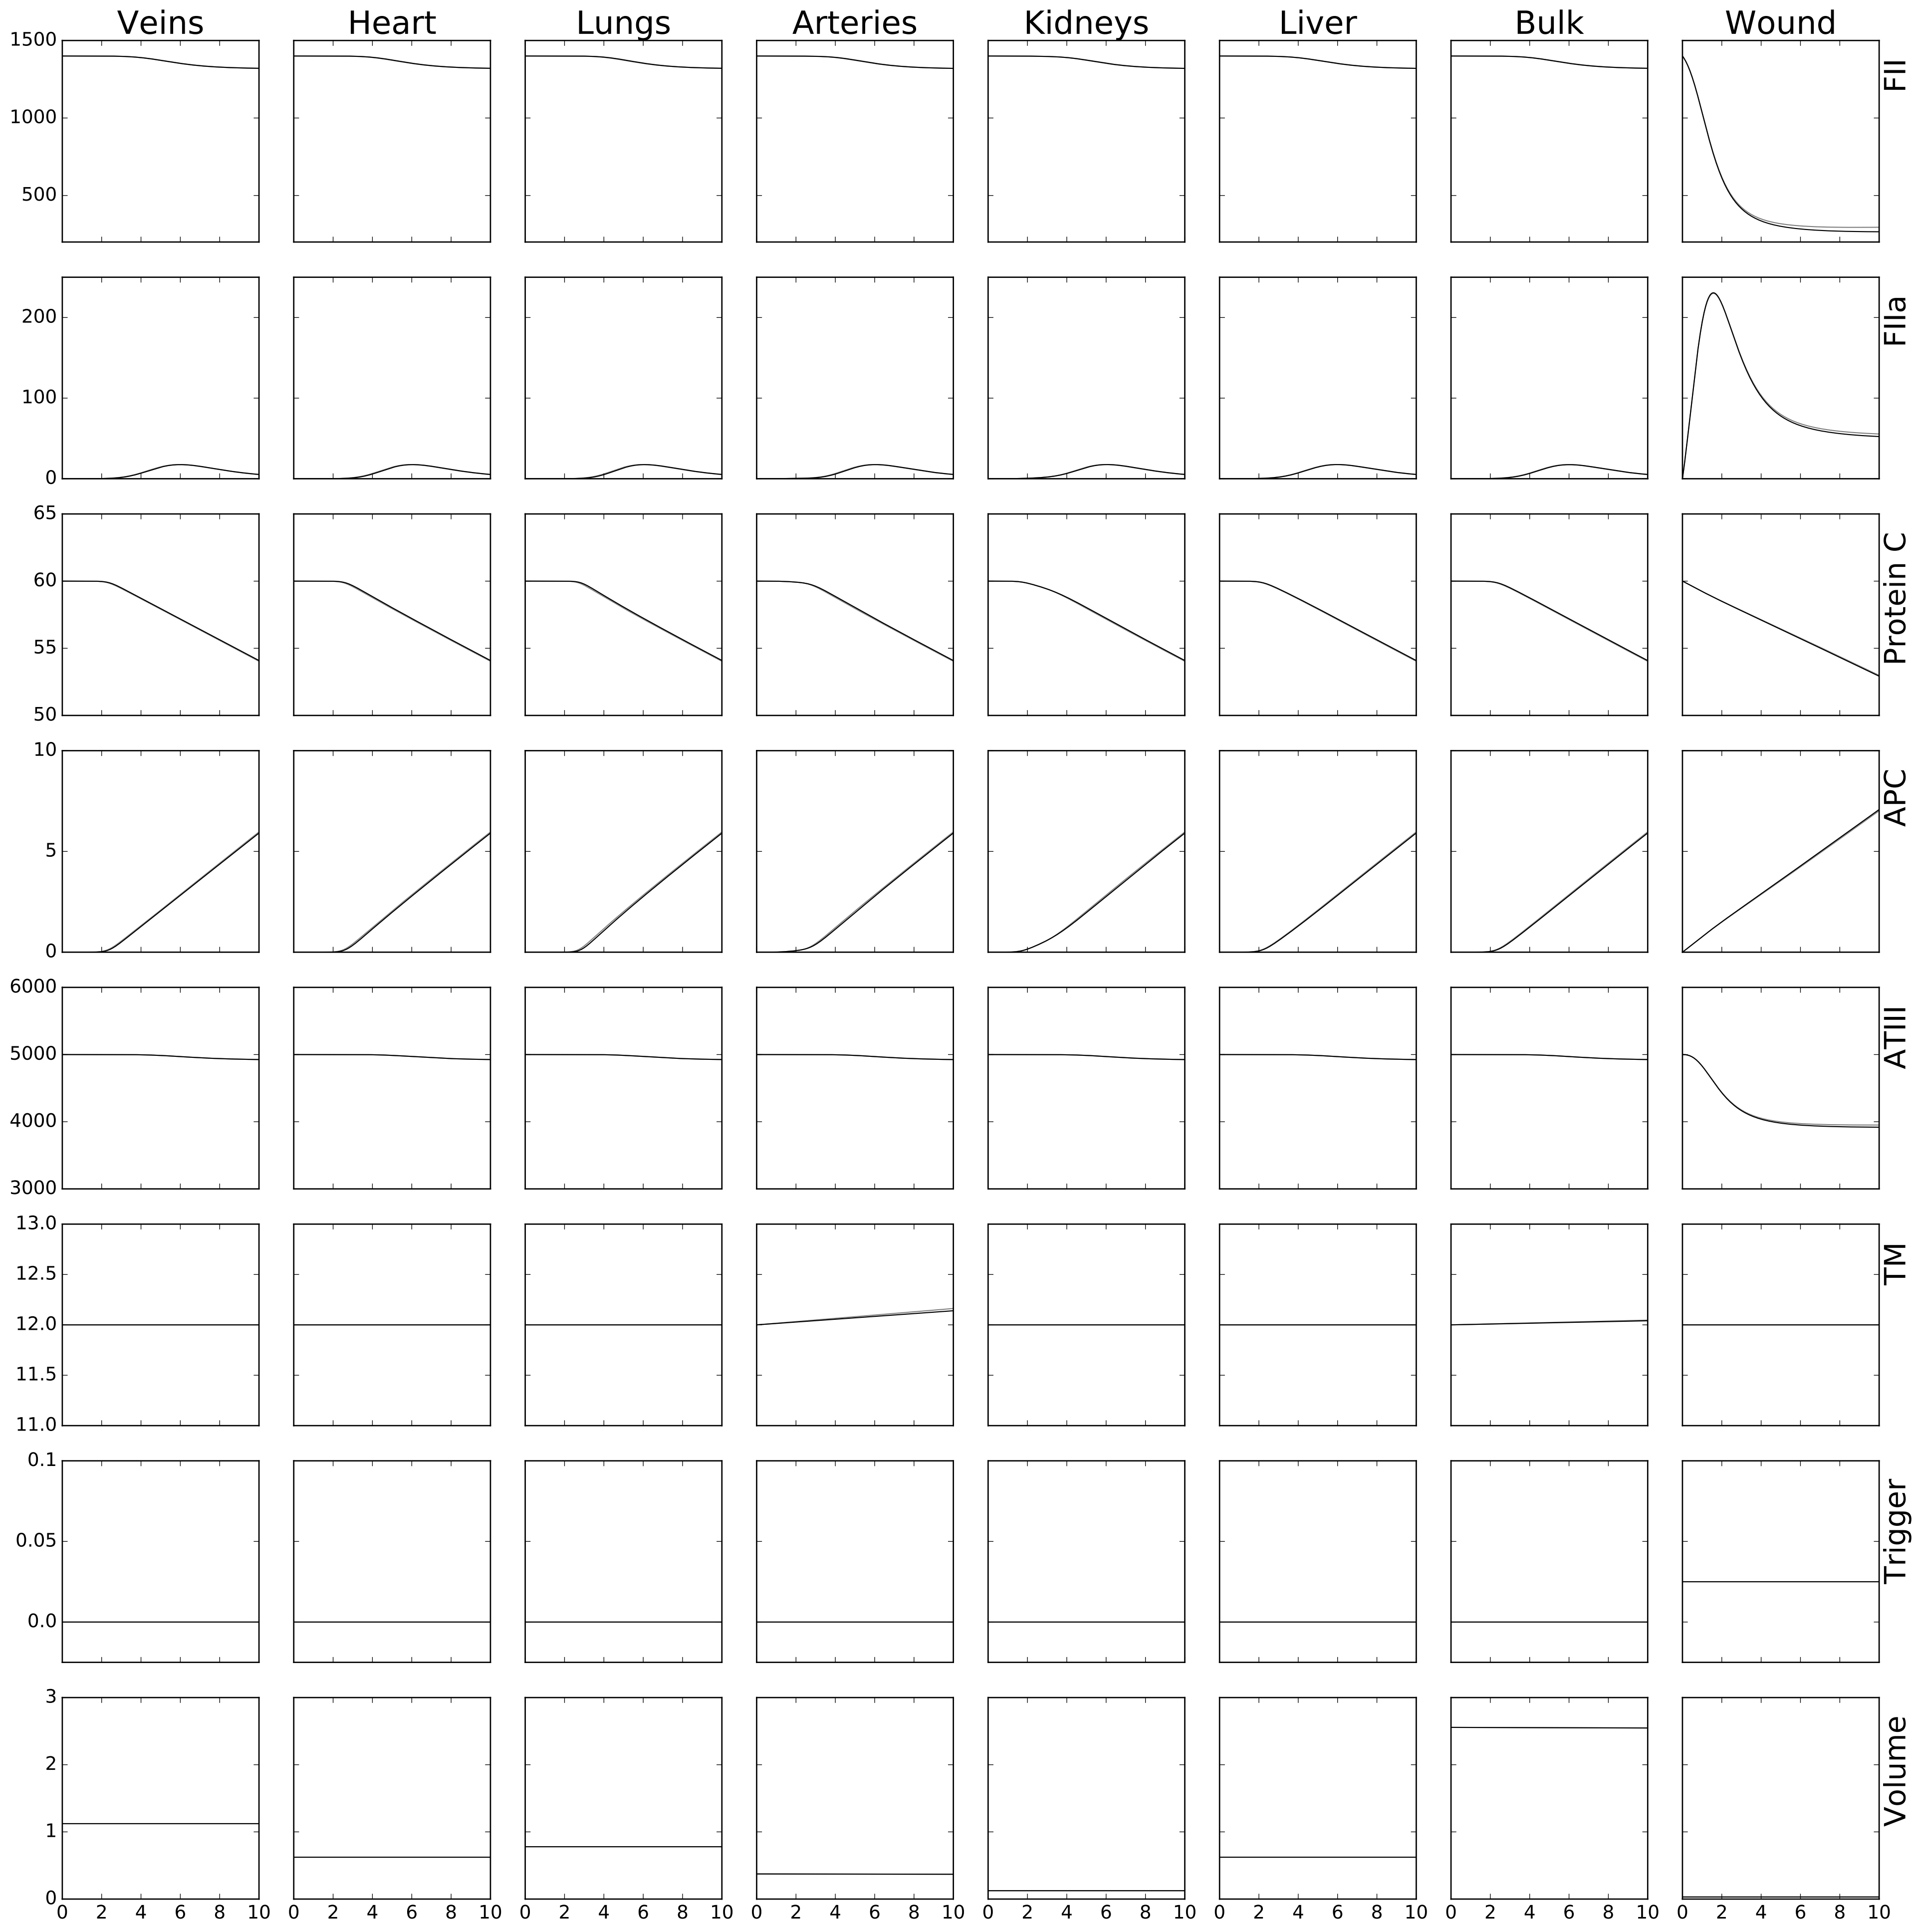 Veins Heart Lungs Arteries Kidneys Liver Bulk Wound
1500
1000
500
FII
200
100
0
FIIa
65
60
55
50
Protein C
10
5
0
APC
6000
5000
4000
3000
ATIII
13.0
12.5
12.0
11.5
11.0
TM
0.1
0.05
0.0
Trigger
3
2
1
0
Volume
0 2 4 6 8 10 0 2 4 6 8 10 0 2 4 6 8 10 0 2 4 6 8 10 0 2 4 6 8 10 0 2 4 6 8 10 0 2 4 6 8 10 0 2 4 6 8 10